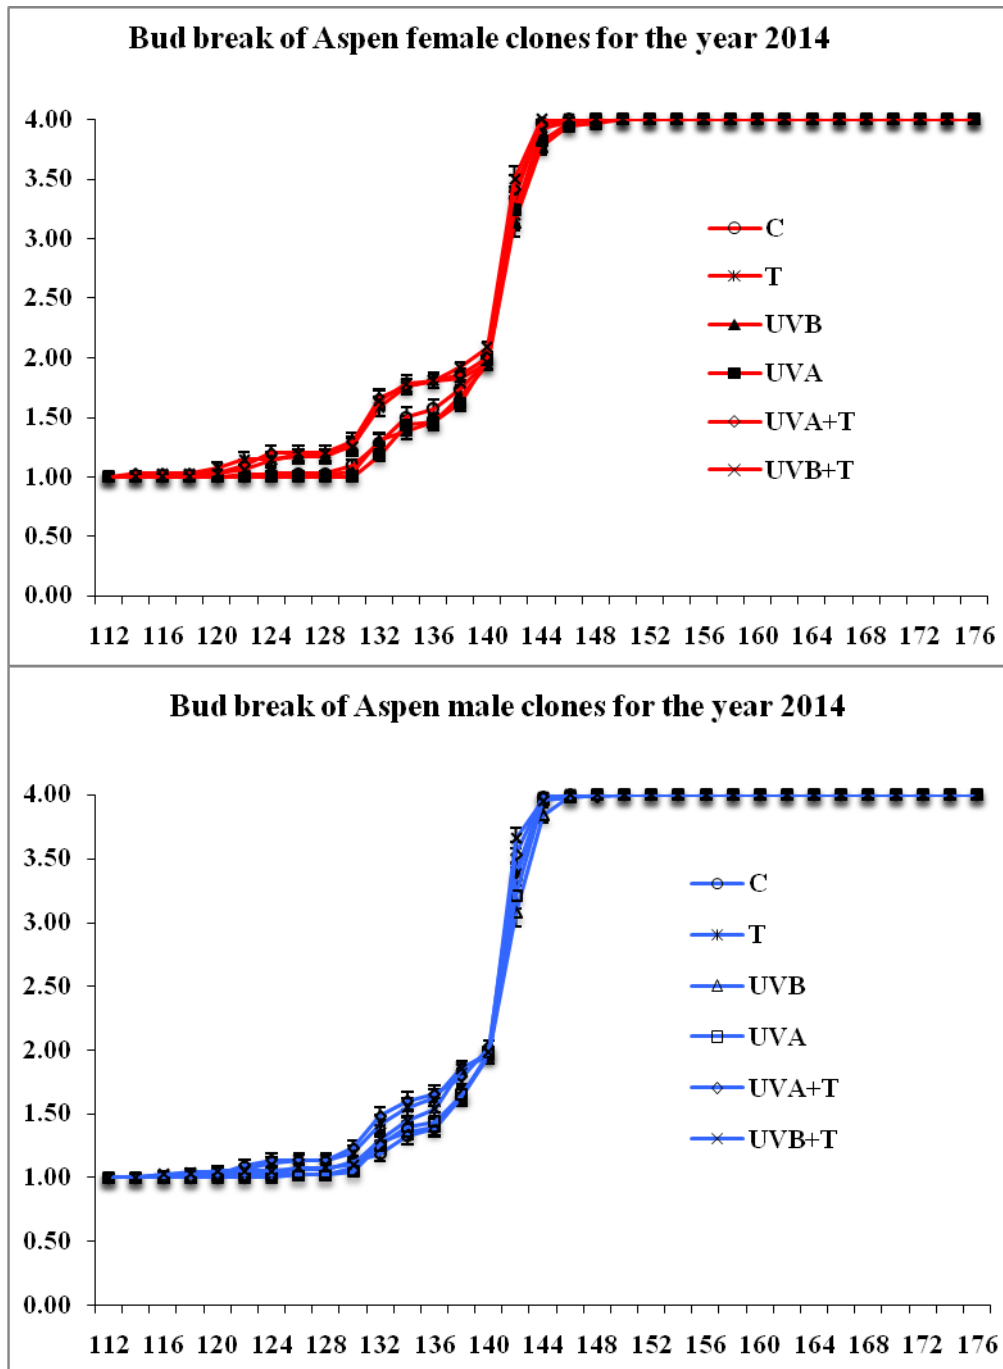 Bud break of Aspen female clones for the year 2014
4.00
3.50
3.00
2.50
2.00
1.50
1.00
0.50
0.00
C
T
UVB
UVA
UVA+T
UVB+T
112 116 120 124 128 132 136 140 144 148 152 156 160 164 168 172 176
Bud break of Aspen male clones for the year 2014
4.00
3.50
3.00
2.50
2.00
1.50
1.00
0.50
0.00
C
T
UVB
UVA
UVA+T
UVB+T
112 116 120 124 128 132 136 140 144 148 152 156 160 164 168 172 176